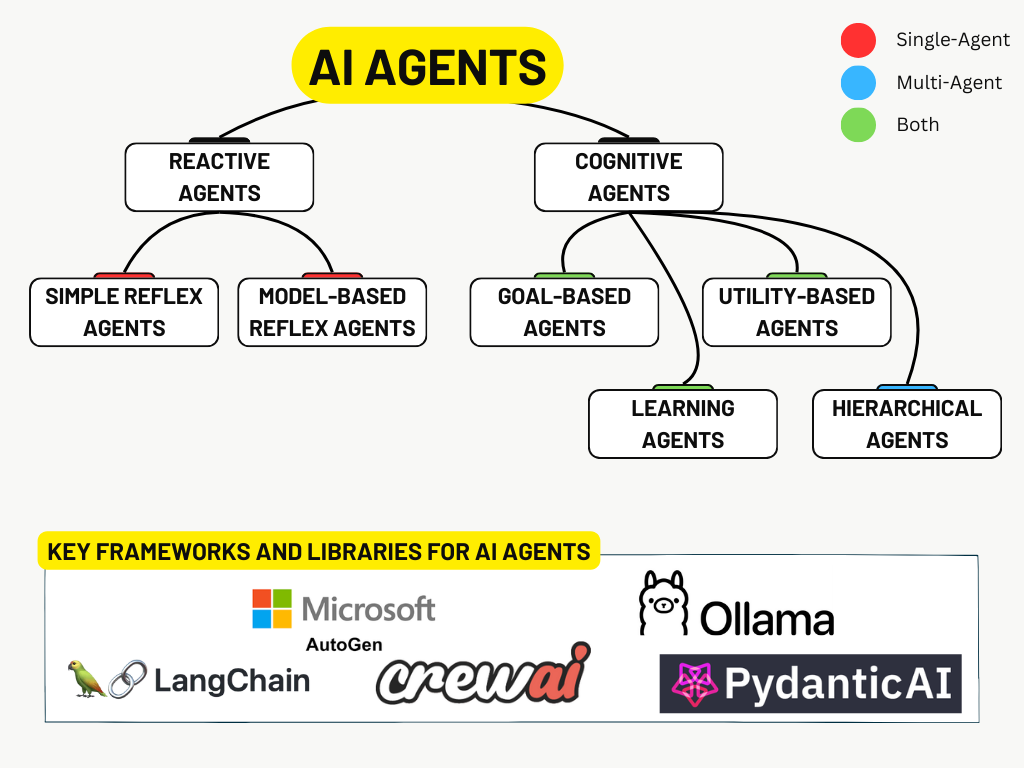 AI AGENTS
Single-Agent
Multi-Agent
Both
REACTIVE
AGENTS
COGNITIVE
AGENTS
SIMPLE REFLEX
AGENTS
MODEL-BASED
REFLEX AGENTS
GOAL-BASED
AGENTS
UTILITY-BASED
AGENTS
LEARNING
AGENTS
HIERARCHICAL
AGENTS
KEY FRAMEWORKS AND LIBRARIES FOR AI AGENTS
Microsoft
AutoGen
Ollama
LangChain
crewai
PydanticAI